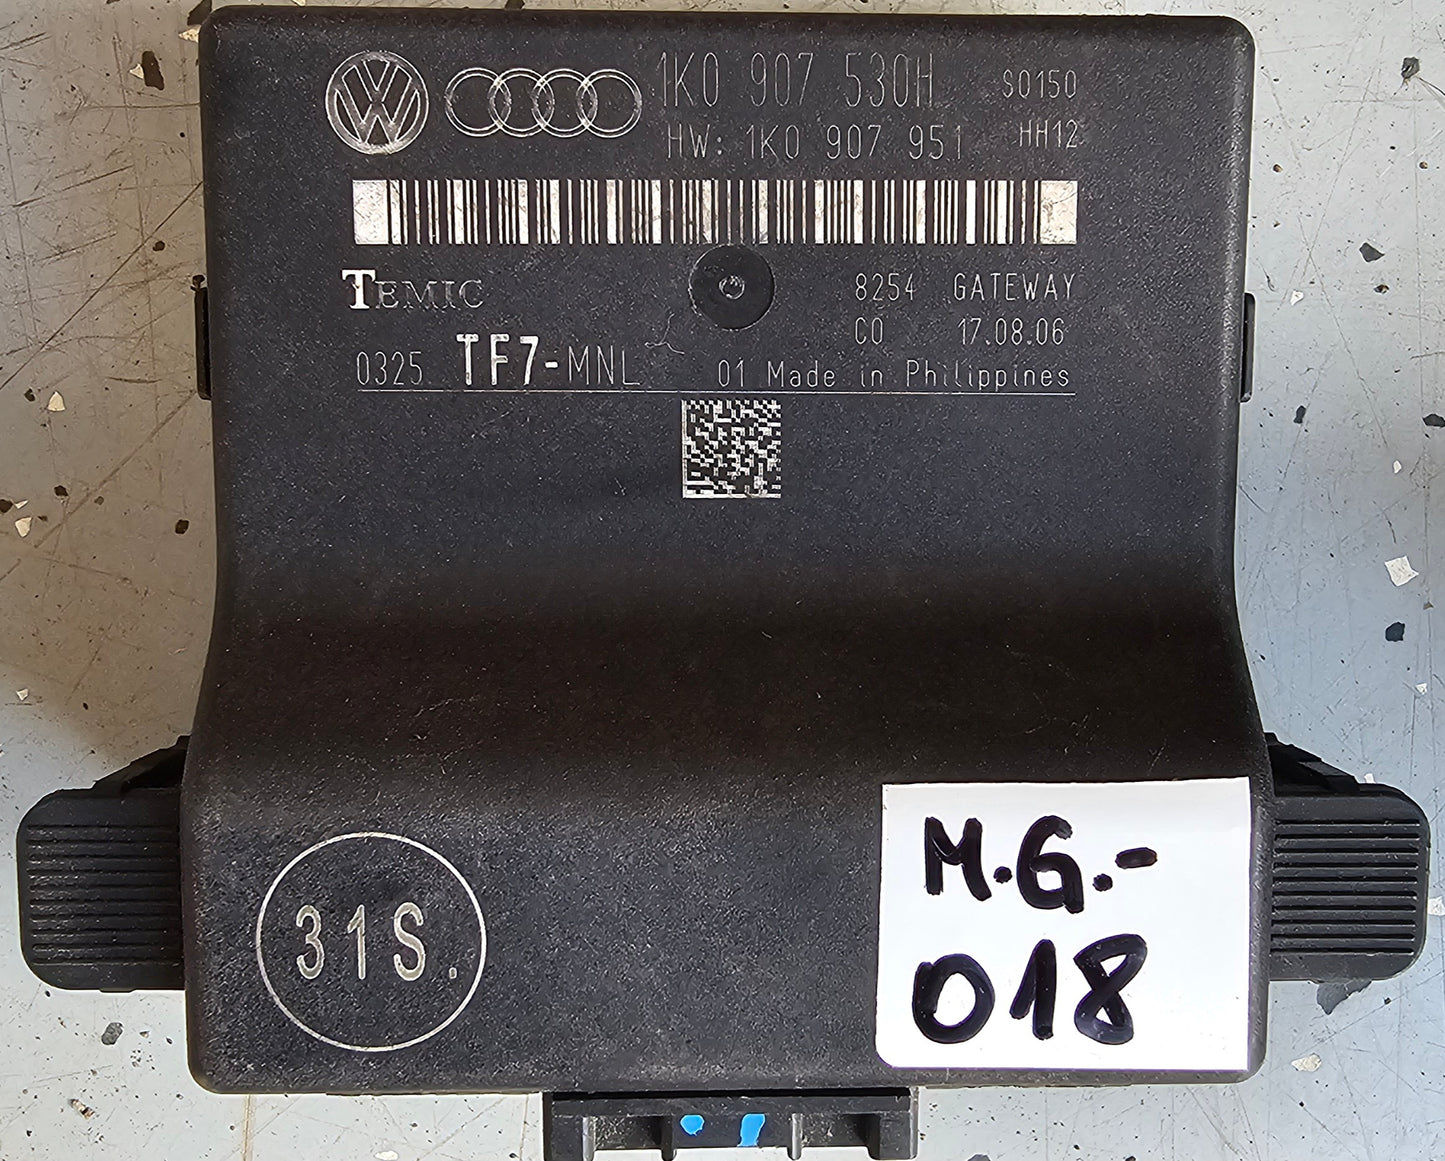 1K0 907 530H S0150
HW: 1K0 907 951 HH12
TEMIC 8254 GATEWAY
C0 17.08.06
0325 TF7-MNL 01 Made in Philippines
31S.
M.G.-
018